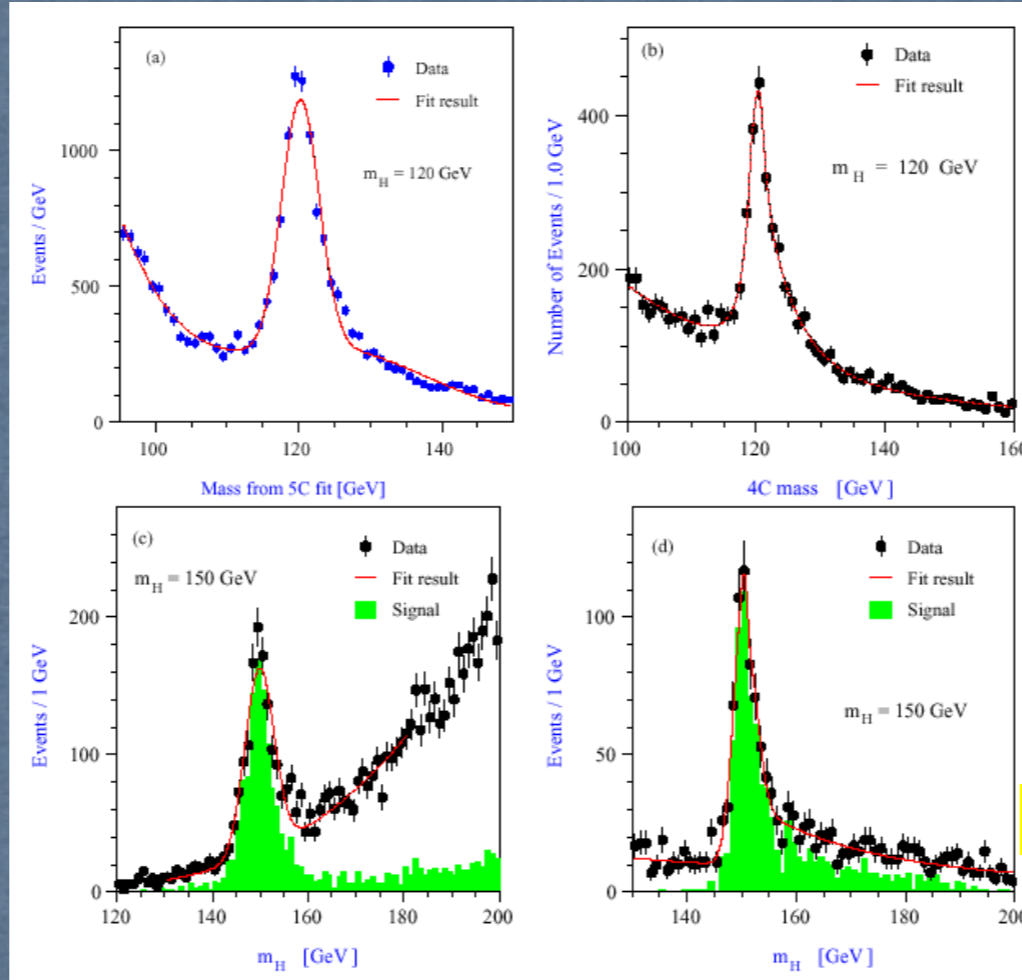 (a)
Data
Fit result
m_H = 120 GeV
Events / GeV
1000
500
0
100
120
140
Mass from 5C fit [GeV]
(b)
Data
Fit result
m_H = 120 GeV
Number of Events / 1.0 GeV
400
200
0
100
120
140
160
4C mass [GeV]
(c)
Data
m_H = 150 GeV
Fit result
Signal
Events / 1 GeV
200
100
0
120
140
160
180
200
m_H [GeV]
(d)
Data
Fit result
Signal
m_H = 150 GeV
Events / 1 GeV
100
50
0
140
160
180
200
m_H [GeV]